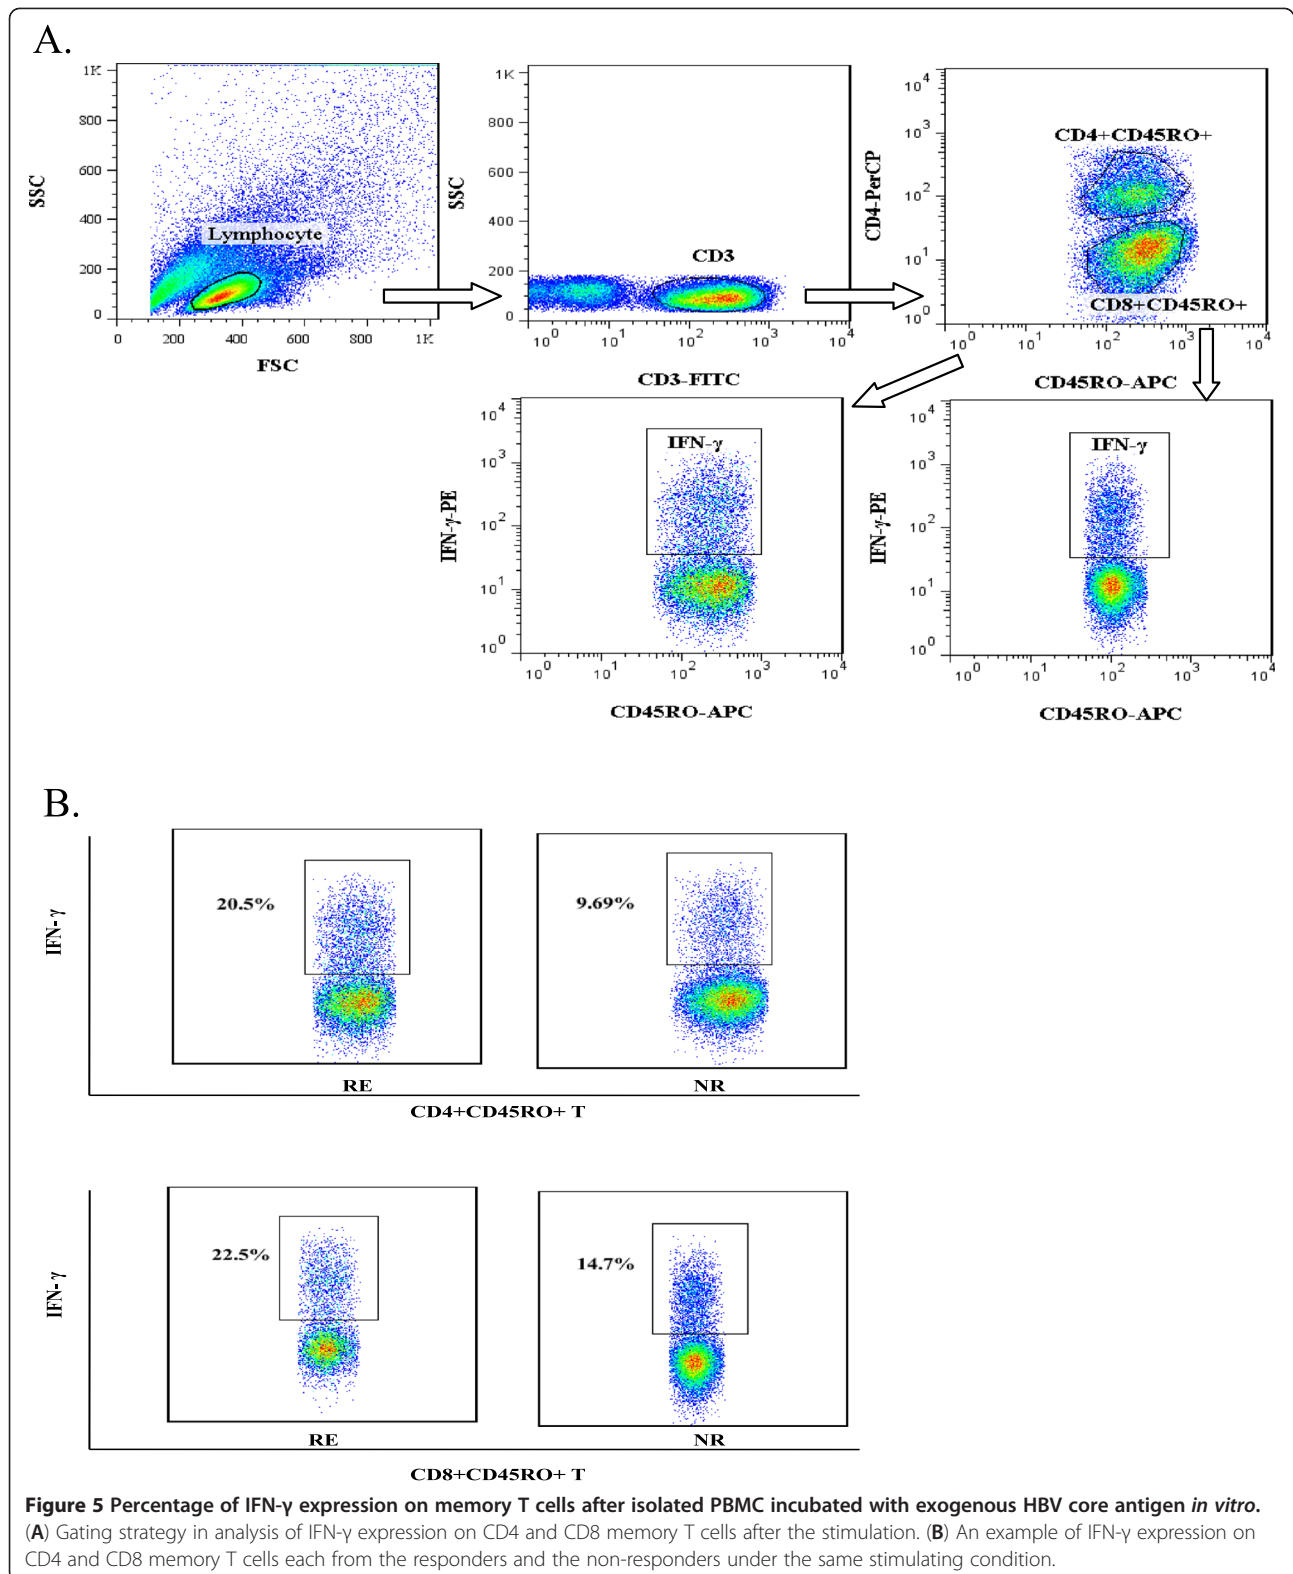 A.
1K
800
600
400
200
0
SSC
Lymphocyte
0 200 400 600 800 1K
FSC
1K
800
600
400
200
0
SSC
CD3
10^0 10^1 10^2 10^3 10^4
CD3-FITC
10^4
10^3
10^2
10^1
10^0
CD4-PerCP
CD4+CD45RO+
CD8+CD45RO+
10^0 10^1 10^2 10^3 10^4
CD45RO-APC
10^4
10^3
10^2
10^1
10^0
IFN-γ-PE
IFN-γ
10^0 10^1 10^2 10^3 10^4
CD45RO-APC
10^4
10^3
10^2
10^1
10^0
IFN-γ-PE
IFN-γ
10^0 10^1 10^2 10^3 10^4
CD45RO-APC
B.
IFN-γ
20.5%
9.69%
RE
NR
CD4+CD45RO+ T
IFN-γ
22.5%
14.7%
RE
NR
CD8+CD45RO+ T
Figure 5 Percentage of IFN-γ expression on memory T cells after isolated PBMC incubated with exogenous HBV core antigen in vitro.
(A) Gating strategy in analysis of IFN-γ expression on CD4 and CD8 memory T cells after the stimulation. (B) An example of IFN-γ expression on
CD4 and CD8 memory T cells each from the responders and the non-responders under the same stimulating condition.